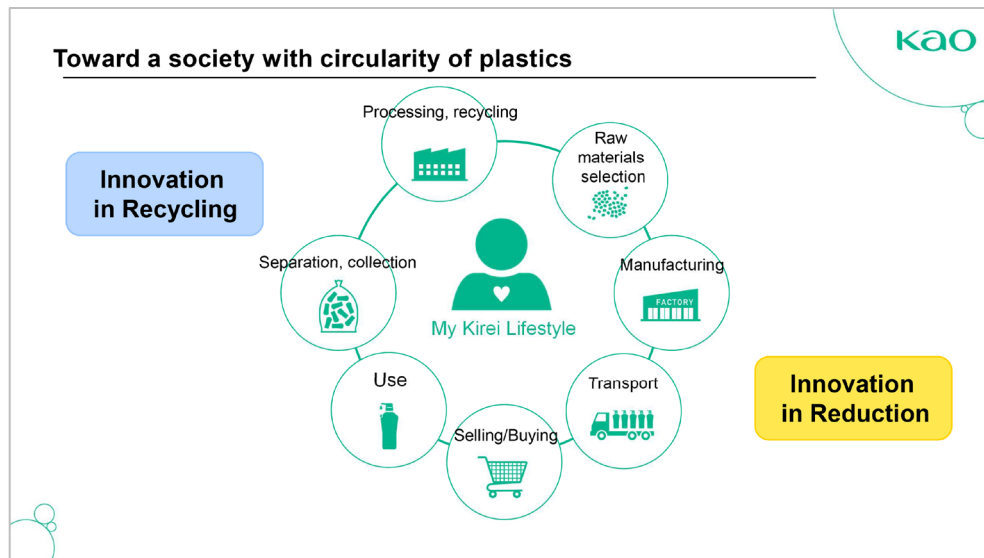 Kao
Toward a society with circularity of plastics
Processing, recycling
Raw
materials
selection
Innovation
in Recycling
Separation, collection
Manufacturing
FACTORY
My Kirei Lifestyle
Use
Transport
Innovation
in Reduction
Selling/Buying